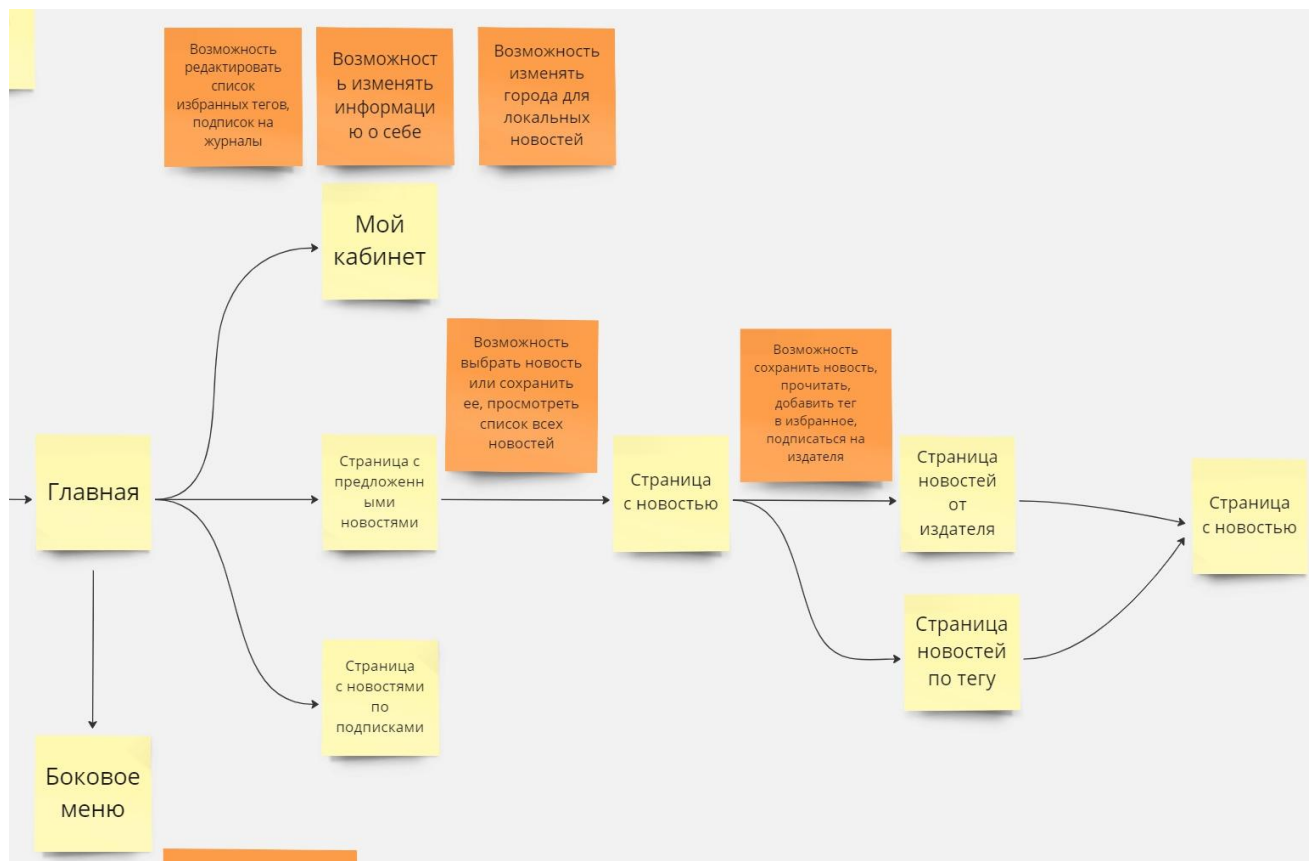 Возможность
редактировать
список
избранных тегов,
подписок на
журналы
Возможност
ь изменять
информаци
ю о себе
Возможность
изменять
города для
локальных
новостей
Мой
кабинет
Возможность
выбрать новость
или сохранить
ее, просмотреть
список всех
новостей
Возможность
сохранить новость,
прочитать,
добавить тег
в избранное,
подписаться на
издателя
Главная
Страница с
предложенн
ыми
новостями
Страница
с новостью
Страница
новостей
от
издателя
Страница
с новостью
Страница
новостей
по тегу
Страница
с новостями
по
подписками
Боковое
меню